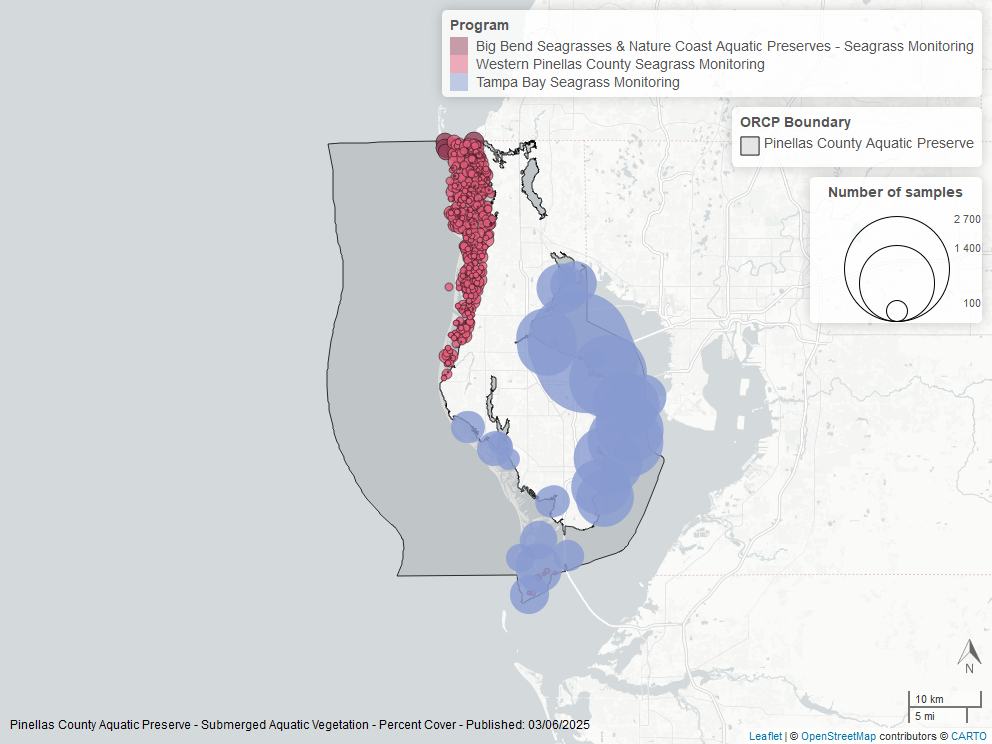 Program
Big Bend Seagrasses & Nature Coast Aquatic Preserves - Seagrass Monitoring
Western Pinellas County Seagrass Monitoring
Tampa Bay Seagrass Monitoring
ORCP Boundary
Pinellas County Aquatic Preserve
Number of samples
2 700
1 400
100
N
10 km
5 mi
Pinellas County Aquatic Preserve - Submerged Aquatic Vegetation - Percent Cover - Published: 03/06/2025
Leaflet | © OpenStreetMap contributors © CARTO